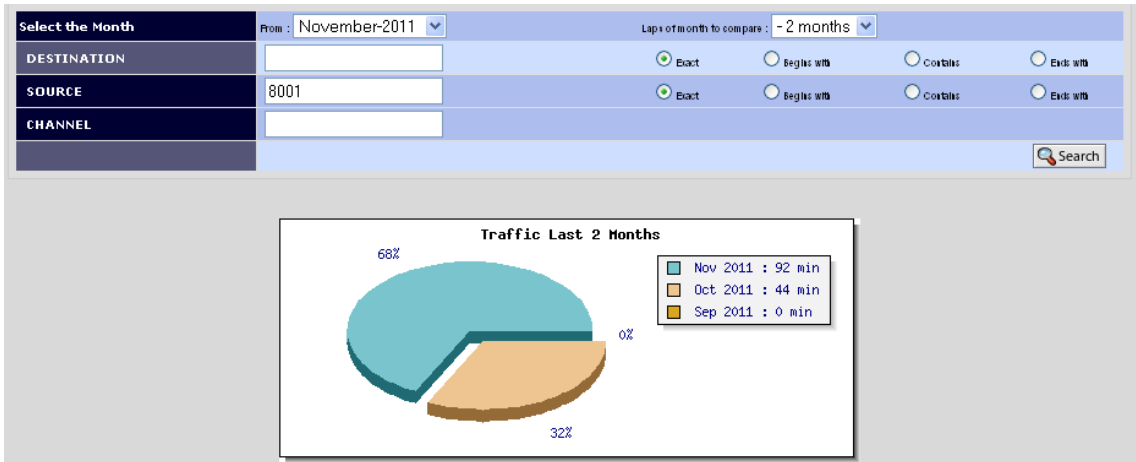 Select the Month From : November-2011 Laps of month to compare : - 2 months
DESTINATION Exact Begins with Contains Ends with
SOURCE 8001 Exact Begins with Contains Ends with
CHANNEL
Search
Traffic Last 2 Months
68%
Nov 2011 : 92 min
Oct 2011 : 44 min
Sep 2011 : 0 min
0%
32%